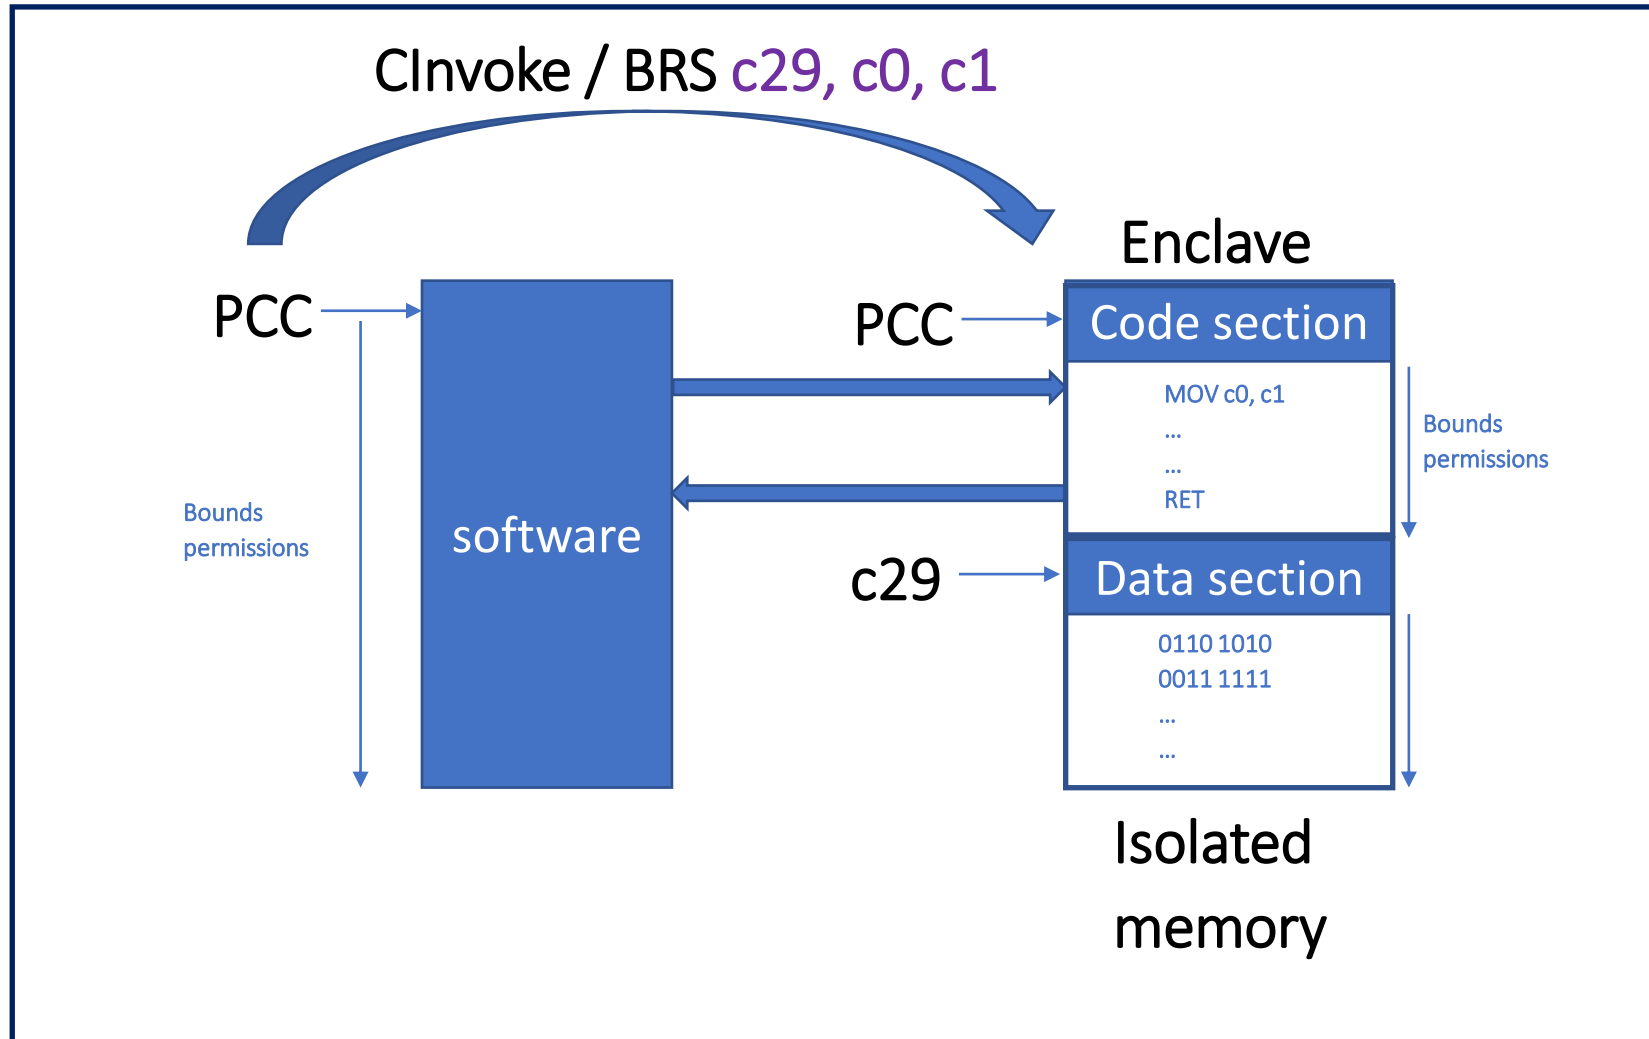 CInvoke / BRS c29, c0, c1
Enclave
PCC
software
Bounds
permissions
PCC
Code section
MOV c0, c1
...
...
RET
Bounds
permissions
c29
Data section
0110 1010
0011 1111
...
...
Isolated
memory